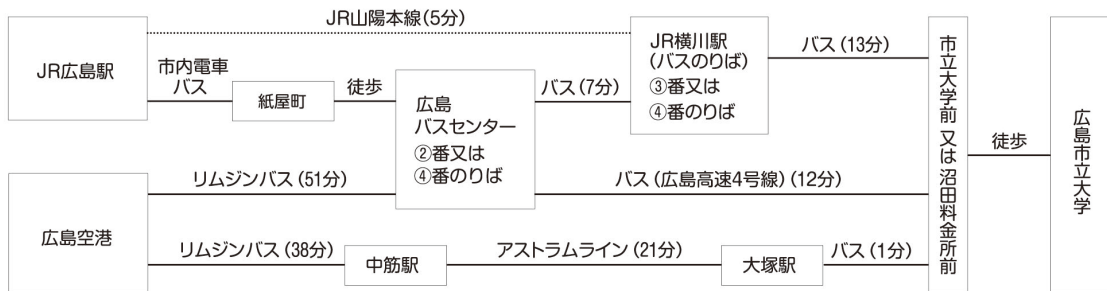 JR山陽本線(5分)
JR広島駅
市内電車
バス
紙屋町
徒歩
広島
バスセンター
②番又は
④番のりば
バス(7分)
JR横川駅
(バスのりば)
③番又は
④番のりば
バス(13分)
市立大学前 又は 沼田料金所前
徒歩
広島市立大学
広島空港
リムジンバス(51分)
バス(広島高速4号線)(12分)
リムジンバス(38分)
中筋駅
アストラムライン(21分)
大塚駅
バス(1分)